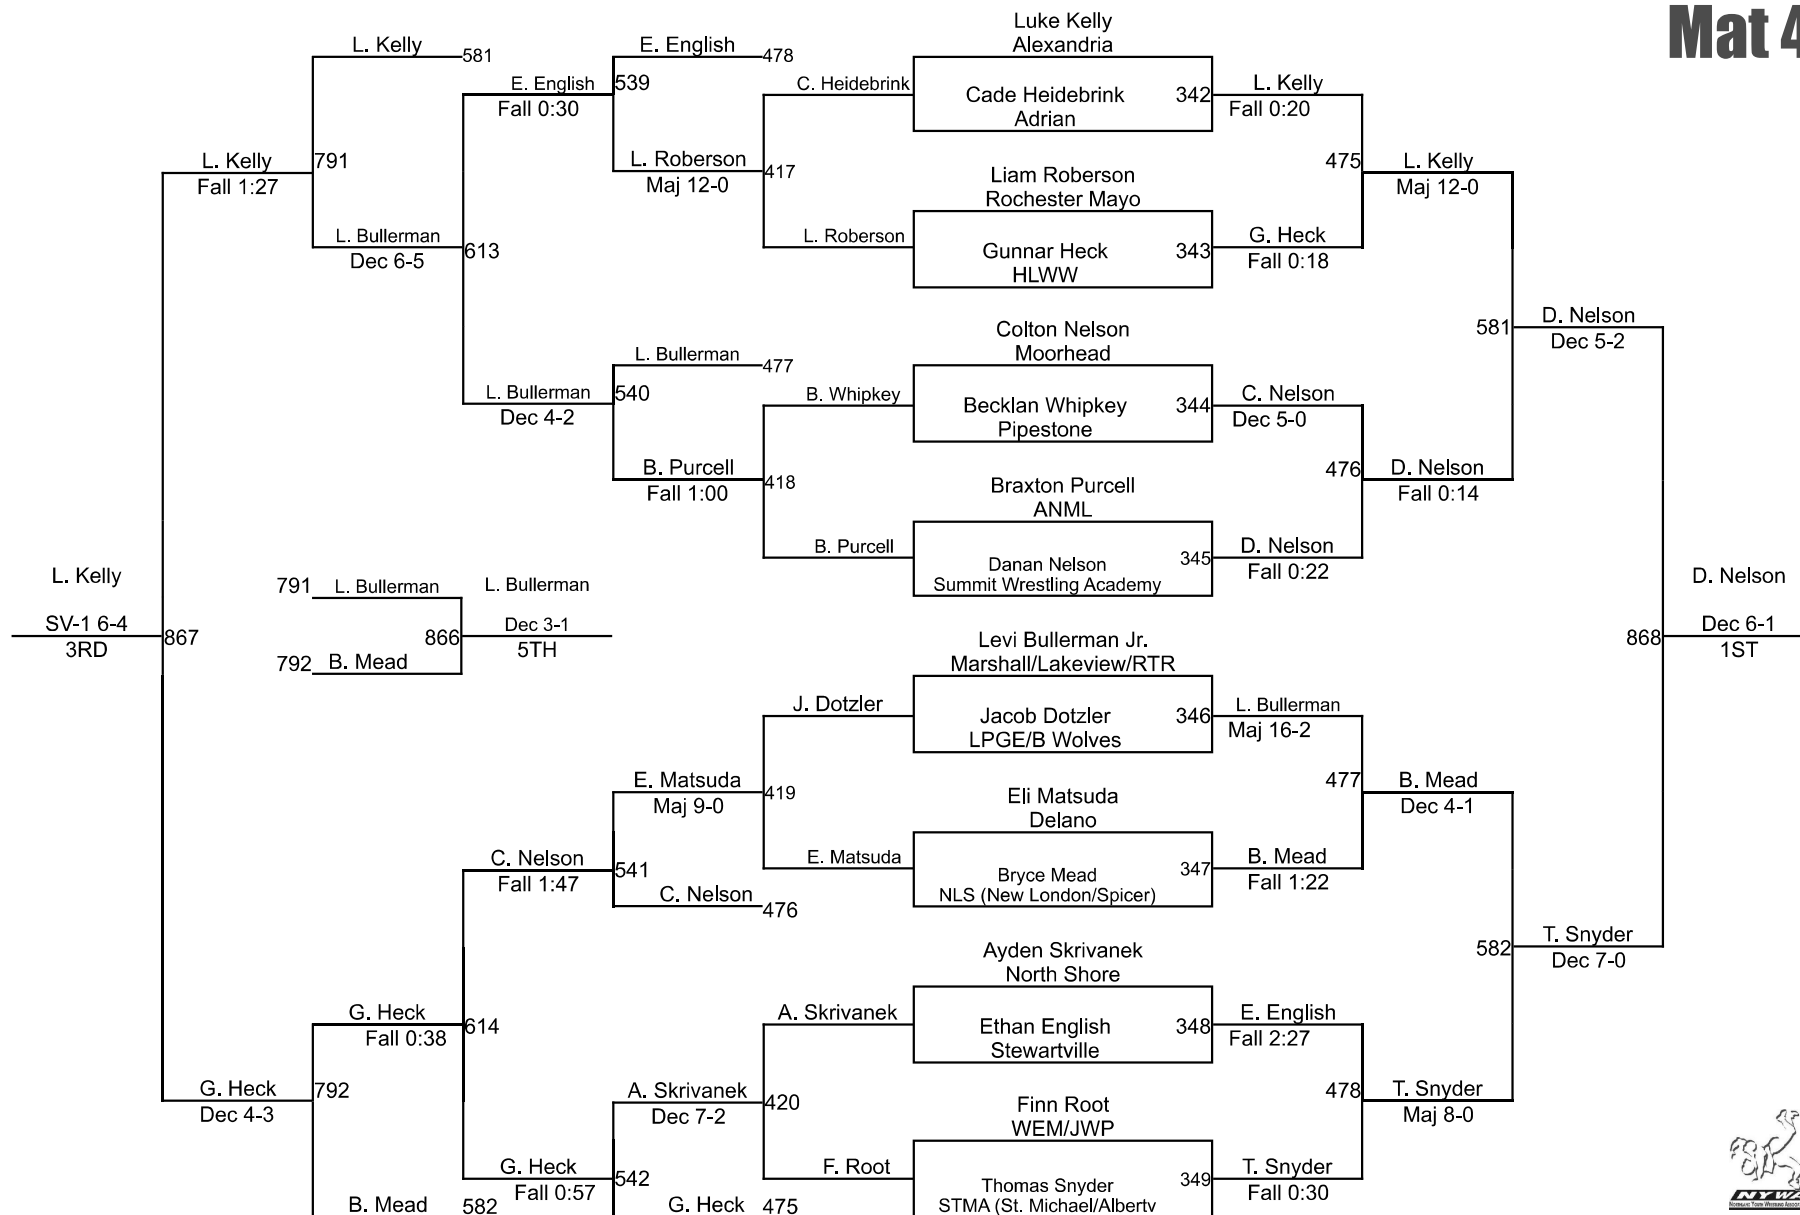 Mat 4
Luke Kelly
Alexandria
L. Kelly
581
E. English
478
C. Heidebrink
Cade Heidebrink
Adrian
342
L. Kelly
Fall 0:20
E. English
Fall 0:30
539
L. Kelly
Fall 1:27
791
L. Roberson
Maj 12-0
417
Liam Roberson
Rochester Mayo
475
L. Kelly
Maj 12-0
L. Bullerman
Dec 6-5
613
L. Roberson
Gunnar Heck
HLWW
343
G. Heck
Fall 0:18
Colton Nelson
Moorhead
581
D. Nelson
Dec 5-2
L. Bullerman
477
L. Bullerman
Dec 4-2
540
B. Whipkey
Becklan Whipkey
Pipestone
344
C. Nelson
Dec 5-0
B. Purcell
Fall 1:00
418
Braxton Purcell
ANML
476
D. Nelson
Fall 0:14
B. Purcell
Danan Nelson
Summit Wrestling Academy
345
D. Nelson
Fall 0:22
L. Kelly
SV-1 6-4
3RD
867
791
L. Bullerman
792
B. Mead
866
L. Bullerman
Dec 3-1
5TH
D. Nelson
868
Dec 6-1
1ST
Levi Bullerman Jr.
Marshall/Lakeview/RTR
J. Dotzler
Jacob Dotzler
LPGE/B Wolves
346
L. Bullerman
Maj 16-2
E. Matsuda
Maj 9-0
419
Eli Matsuda
Delano
477
B. Mead
Dec 4-1
C. Nelson
Fall 1:47
541
E. Matsuda
Bryce Mead
NLS (New London/Spicer)
347
B. Mead
Fall 1:22
C. Nelson
476
Ayden Skrivanek
North Shore
582
T. Snyder
Dec 7-0
G. Heck
Fall 0:38
614
A. Skrivanek
Ethan English
Stewartville
348
E. English
Fall 2:27
G. Heck
Dec 4-3
792
A. Skrivanek
Dec 7-2
420
Finn Root
WEM/JWP
478
T. Snyder
Maj 8-0
G. Heck
Fall 0:57
542
F. Root
Thomas Snyder
STMA (St. Michael/Albertv
349
T. Snyder
Fall 0:30
B. Mead
582
G. Heck
475